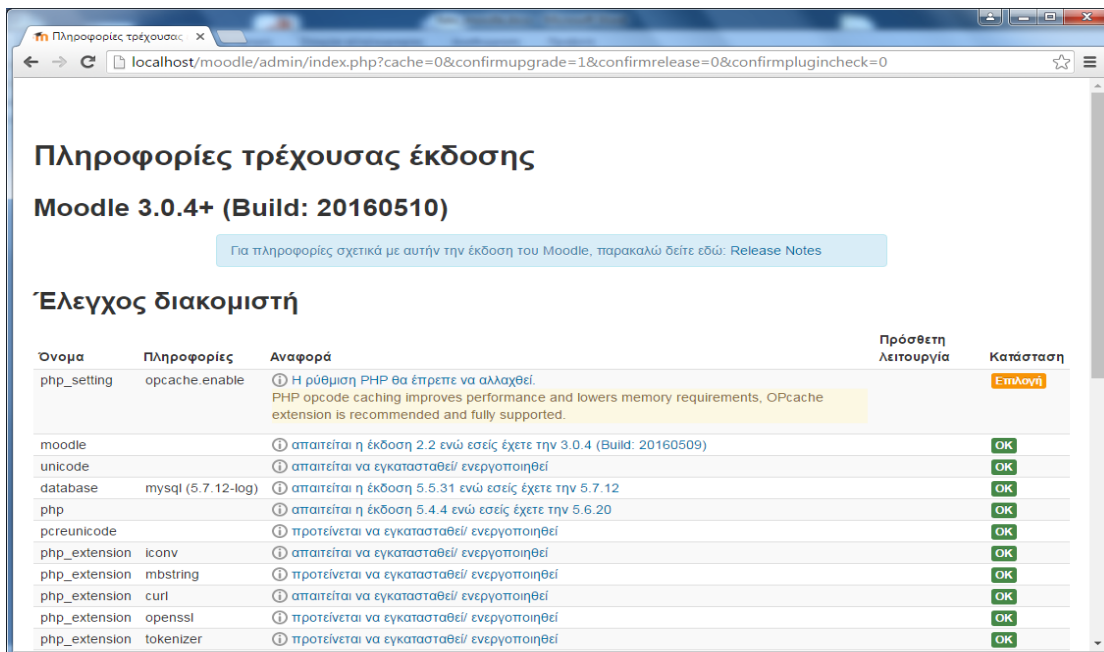 Πληροφορίες τρέχουσας
localhost/moodle/admin/index.php?cache=0&confirmupgrade=1&confirmrelease=0&confirmplugincheck=0
Πληροφορίες τρέχουσας έκδοσης
Moodle 3.0.4+ (Build: 20160510)
Για πληροφορίες σχετικά με αυτήν την έκδοση του Moodle, παρακαλώ δείτε εδώ: Release Notes
Έλεγχος διακομιστή
Όνομα Πληροφορίες Αναφορά Πρόσθετη Λειτουργία Κατάσταση
php_setting opcache.enable Η ρύθμιση PHP θα έπρεπε να αλλαχθεί. Επιλογή
PHP opcode caching improves performance and lowers memory requirements, OPcache
extension is recommended and fully supported.
moodle απαιτείται η έκδοση 2.2 ενώ εσείς έχετε την 3.0.4 (Build: 20160509) OK
unicode απαιτείται να εγκατασταθεί/ ενεργοποιηθεί OK
database mysql (5.7.12-log) απαιτείται η έκδοση 5.5.31 ενώ εσείς έχετε την 5.7.12 OK
php απαιτείται η έκδοση 5.4.4 ενώ εσείς έχετε την 5.6.20 OK
pcreunicode προτείνεται να εγκατασταθεί/ ενεργοποιηθεί OK
php_extension iconv απαιτείται να εγκατασταθεί/ ενεργοποιηθεί OK
php_extension mbstring προτείνεται να εγκατασταθεί/ ενεργοποιηθεί OK
php_extension curl απαιτείται να εγκατασταθεί/ ενεργοποιηθεί OK
php_extension openssl προτείνεται να εγκατασταθεί/ ενεργοποιηθεί OK
php_extension tokenizer προτείνεται να εγκατασταθεί/ ενεργοποιηθεί OK